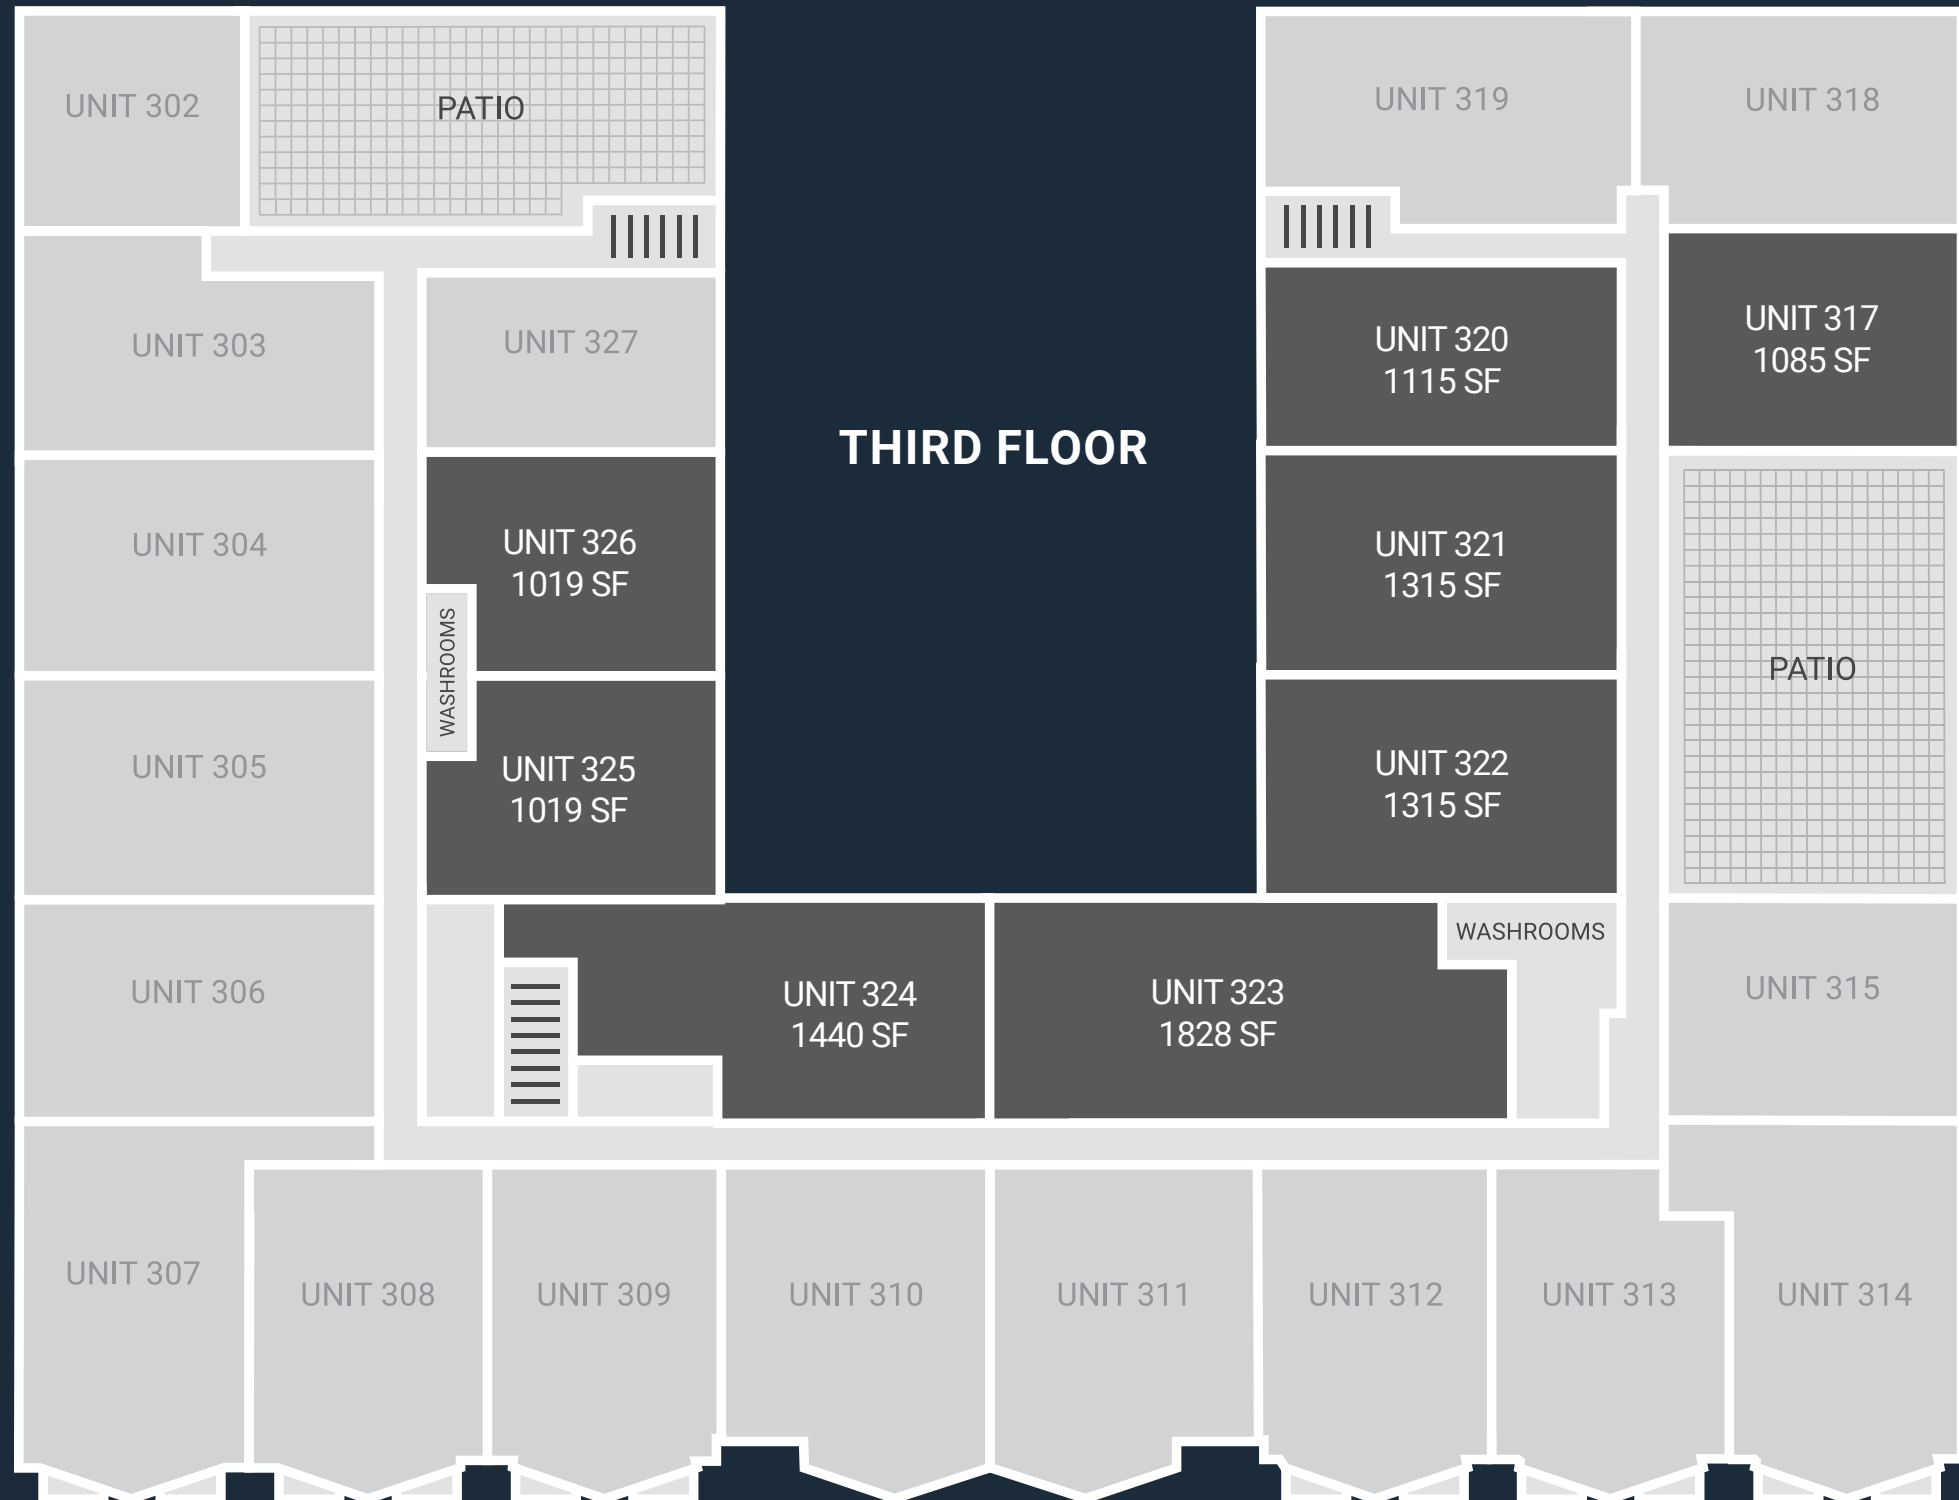 UNIT 302
PATIO
UNIT 319
UNIT 318
UNIT 303
UNIT 327
THIRD FLOOR
UNIT 320
1115 SF
UNIT 317
1085 SF
UNIT 304
UNIT 326
1019 SF
WASHROOMS
UNIT 321
1315 SF
PATIO
UNIT 305
UNIT 325
1019 SF
UNIT 322
1315 SF
UNIT 306
UNIT 324
1440 SF
UNIT 323
1828 SF
WASHROOMS
UNIT 315
UNIT 307
UNIT 308
UNIT 309
UNIT 310
UNIT 311
UNIT 312
UNIT 313
UNIT 314